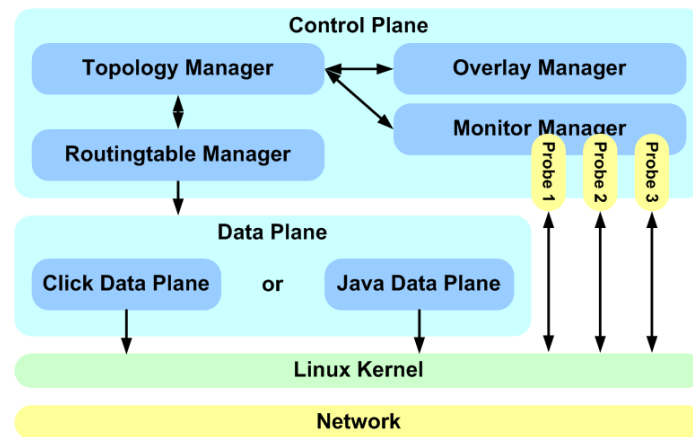 Control Plane
Topology Manager
Overlay Manager
Monitor Manager
Routingtable Manager
Probe 1
Probe 2
Probe 3
Data Plane
Click Data Plane
or
Java Data Plane
Linux Kernel
Network